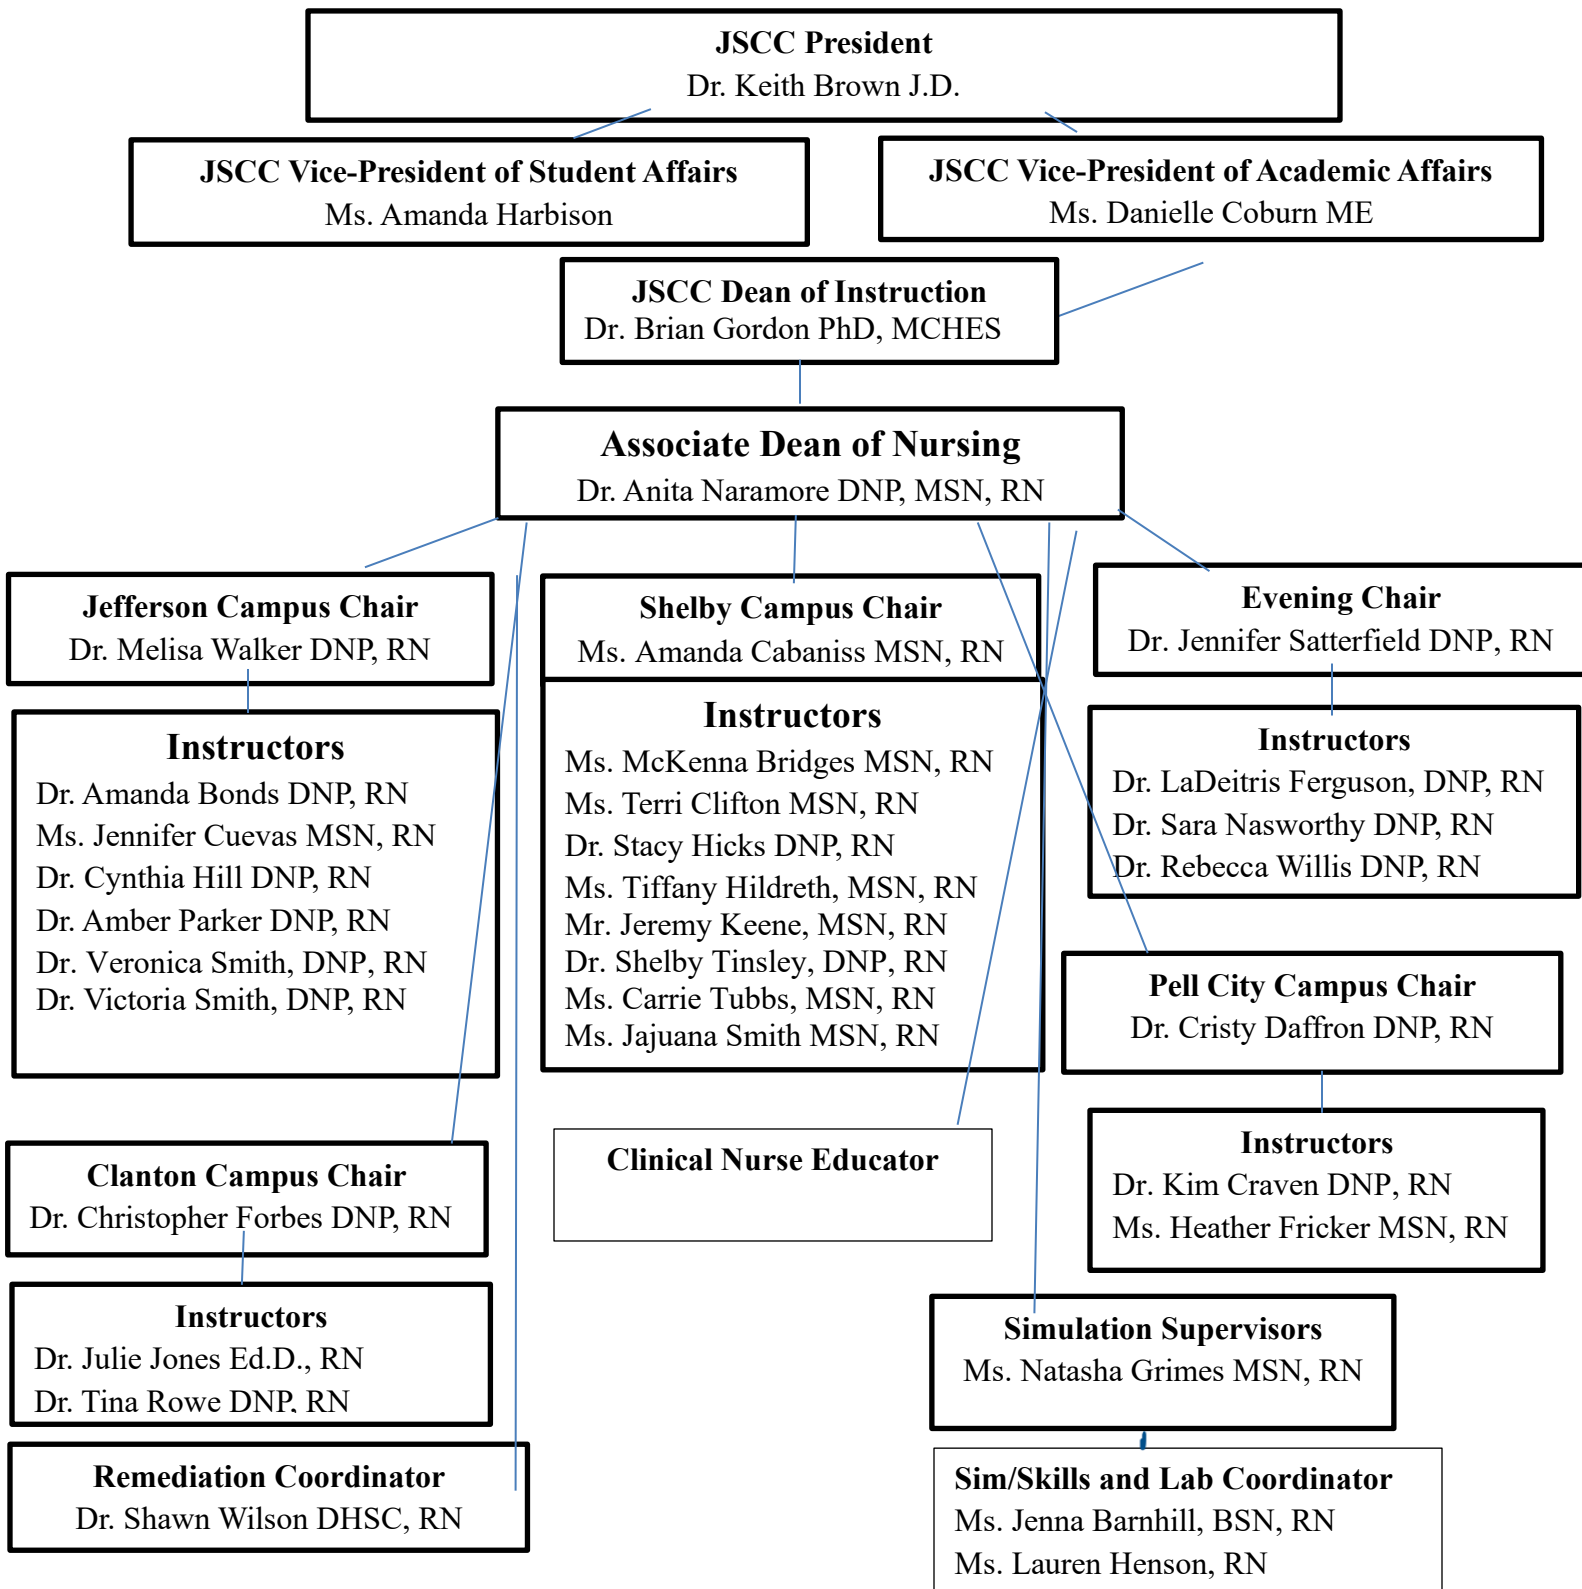 JSCC President
Dr. Keith Brown J.D.
JSCC Vice-President of Student Affairs
Ms. Amanda Harbison
JSCC Vice-President of Academic Affairs
Ms. Danielle Coburn ME
JSCC Dean of Instruction
Dr. Brian Gordon PhD, MCHES
Associate Dean of Nursing
Dr. Anita Naramore DNP, MSN, RN
Jefferson Campus Chair
Dr. Melisa Walker DNP, RN
Instructors
Dr. Amanda Bonds DNP, RN
Ms. Jennifer Cuevas MSN, RN
Dr. Cynthia Hill DNP, RN
Dr. Amber Parker DNP, RN
Dr. Veronica Smith, DNP, RN
Dr. Victoria Smith, DNP, RN
Shelby Campus Chair
Ms. Amanda Cabaniss MSN, RN
Instructors
Ms. McKenna Bridges MSN, RN
Ms. Terri Clifton MSN, RN
Dr. Stacy Hicks DNP, RN
Ms. Tiffany Hildreth, MSN, RN
Mr. Jeremy Keene, MSN, RN
Dr. Shelby Tinsley, DNP, RN
Ms. Carrie Tubbs, MSN, RN
Ms. Jajuana Smith MSN, RN
Evening Chair
Dr. Jennifer Satterfield DNP, RN
Instructors
Dr. LaDeitris Ferguson, DNP, RN
Dr. Sara Nasworthy DNP, RN
Dr. Rebecca Willis DNP, RN
Pell City Campus Chair
Dr. Cristy Daffron DNP, RN
Instructors
Dr. Kim Craven DNP, RN
Ms. Heather Fricker MSN, RN
Clanton Campus Chair
Dr. Christopher Forbes DNP, RN
Instructors
Dr. Julie Jones Ed.D., RN
Dr. Tina Rowe DNP, RN
Clinical Nurse Educator
Remediation Coordinator
Dr. Shawn Wilson DHSC, RN
Simulation Supervisors
Ms. Natasha Grimes MSN, RN
Sim/Skills and Lab Coordinator
Ms. Jenna Barnhill, BSN, RN
Ms. Lauren Henson, RN